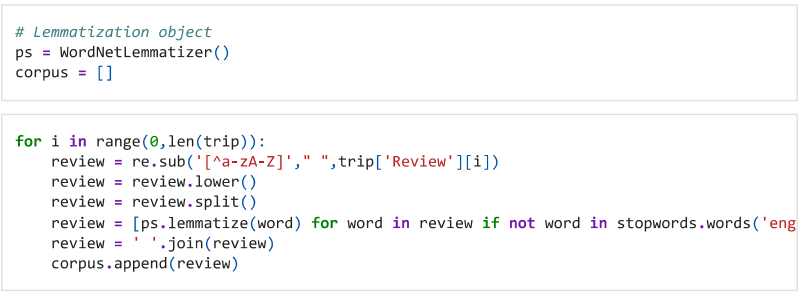 # Lemmatization object
ps = WordNetLemmatizer()
corpus = []
for i in range(0,len(trip)):
    review = re.sub('[^a-zA-Z]'," ",trip['Review'][i])
    review = review.lower()
    review = review.split()
    review = [ps.lemmatize(word) for word in review if not word in stopwords.words('eng
    review = ' '.join(review)
    corpus.append(review)